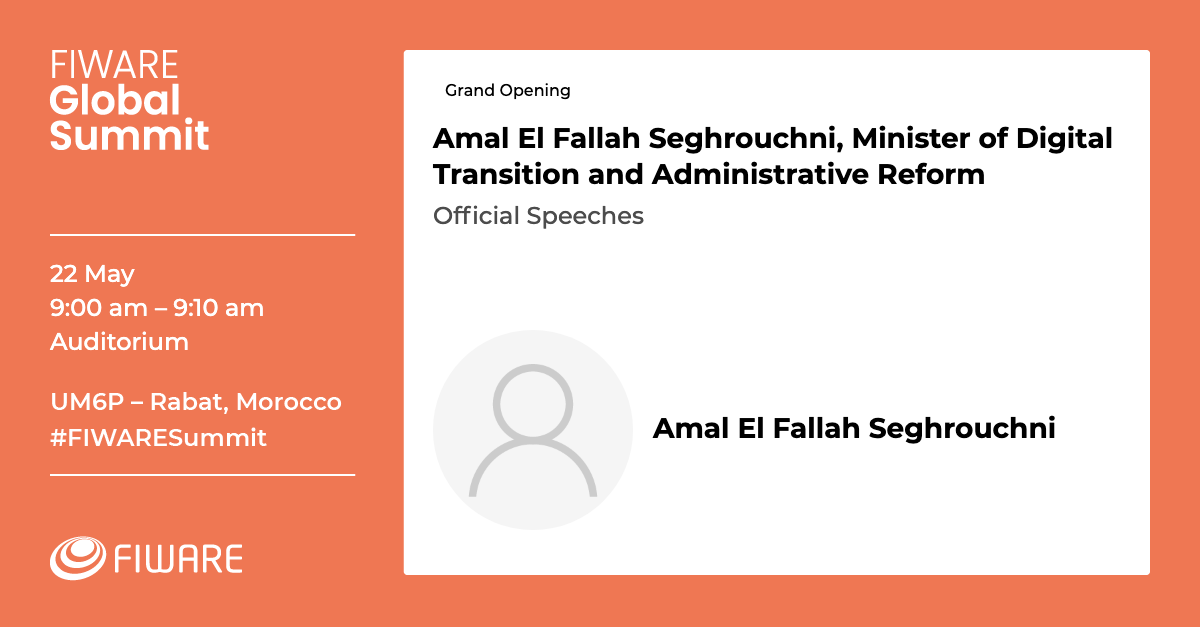 FIWARE
Global
Summit
22 May
9:00 am – 9:10 am
Auditorium
UM6P – Rabat, Morocco
#FIWARESummit
FIWARE
Grand Opening
Amal El Fallah Seghrouchni, Minister of Digital
Transition and Administrative Reform
Official Speeches
Amal El Fallah Seghrouchni